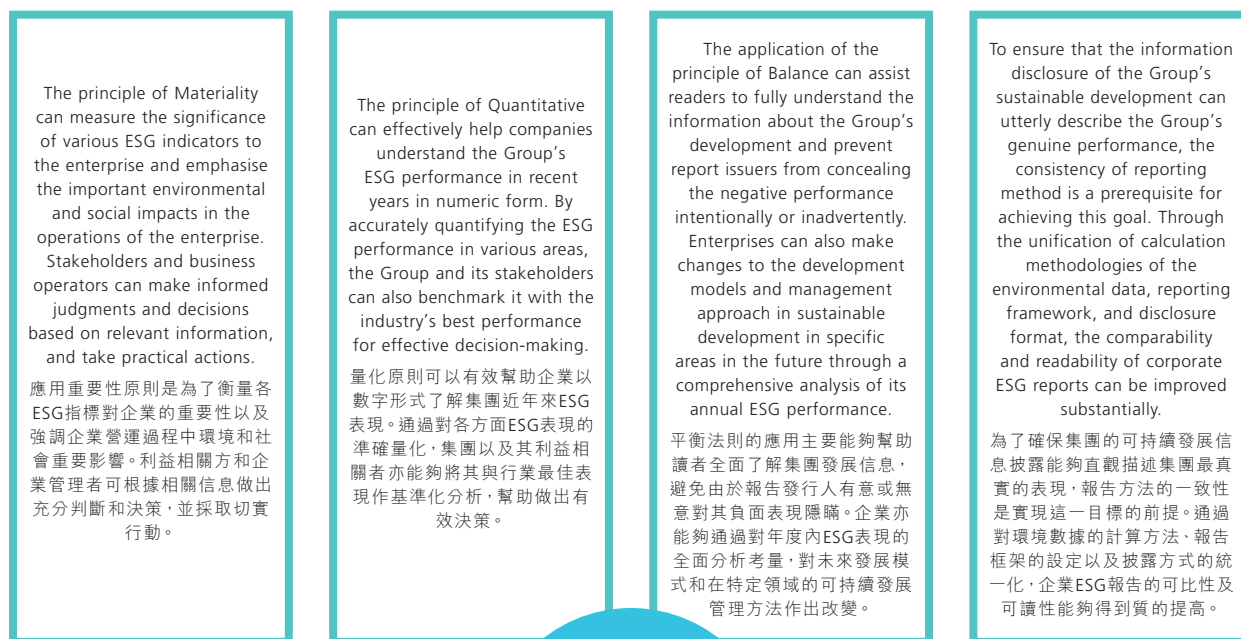 The principle of Materiality
can measure the significance
of various ESG indicators to
the enterprise and emphasise
the important environmental
and social impacts in the
operations of the enterprise.
Stakeholders and business
operators can make informed
judgments and decisions
based on relevant information,
and take practical actions.
應用重要性原則是為了衡量各
ESG指標對企業的重要性以及
強調企業營運過程中環境和社
會重要影響。利益相關方和企
業管理者可根據相關信息做出
充分判斷和決策，並採取切實
行動。
The principle of Quantitative
can effectively help companies
understand the Group’s
ESG performance in recent
years in numeric form. By
accurately quantifying the ESG
performance in various areas,
the Group and its stakeholders
can also benchmark it with the
industry’s best performance
for effective decision-making.
量化原則可以有效幫助企業以
數字形式了解集團近年來ESG
表現。通過對各方面ESG表現的
準確量化，集團以及其利益相
關者亦能夠將其與行業最佳表
現作基準化分析，幫助做出有
效決策。
The application of the
principle of Balance can assist
readers to fully understand the
information about the Group’s
development and prevent
report issuers from concealing
the negative performance
intentionally or inadvertently.
Enterprises can also make
changes to the development
models and management
approach in sustainable
development in specific
areas in the future through a
comprehensive analysis of its
annual ESG performance.
平衡法則的應用主要能夠幫助
讀者全面了解集團發展信息，
避免由於報告發行人有意或無
意對其負面表現隱瞞。企業亦
能夠通過對年度內ESG表現的
全面分析考量，對未來發展模
式和在特定領域的可持續發展
管理方法作出改變。
To ensure that the information
disclosure of the Group’s
sustainable development can
utterly describe the Group’s
genuine performance, the
consistency of reporting
method is a prerequisite for
achieving this goal. Through
the unification of calculation
methodologies of the
environmental data, reporting
framework, and disclosure
format, the comparability
and readability of corporate
ESG reports can be improved
substantially.
為了確保集團的可持續發展信
息披露能夠直觀描述集團最真
實的表現，報告方法的一致性
是實現這一目標的前提。通過
對環境數據的計算方法、報告
框架的設定以及披露方式的統
一化，企業ESG報告的可比性及
可讀性能夠得到質的提高。